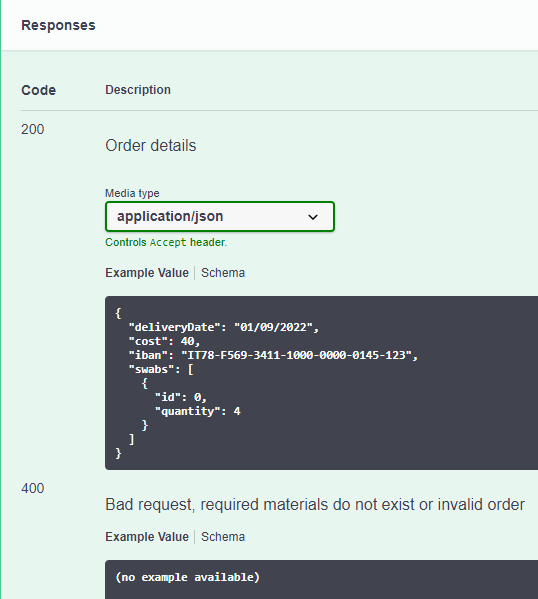 Responses
Code Description
200
Order details
Media type
application/json
Controls Accept header.
Example Value Schema
{
"deliveryDate": "01/09/2022",
"cost": 40,
"iban": "IT78-F569-3411-1000-0000-0145-123",
"swabs": [
{
"id": 0,
"quantity": 4
}
]
}
400
Bad request, required materials do not exist or invalid order
Example Value Schema
(no example available)